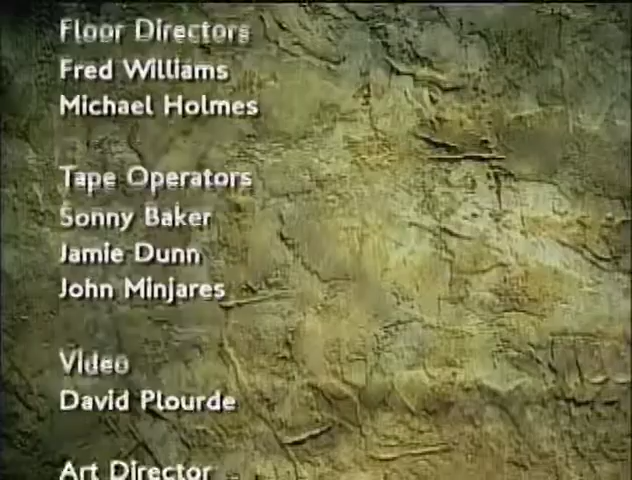 Floor Directors
Fred Williams
Michael Holmes
Tape Operators
Sonny Baker
Jamie Dunn
John Minjares
Video
David Plourde
Art Director